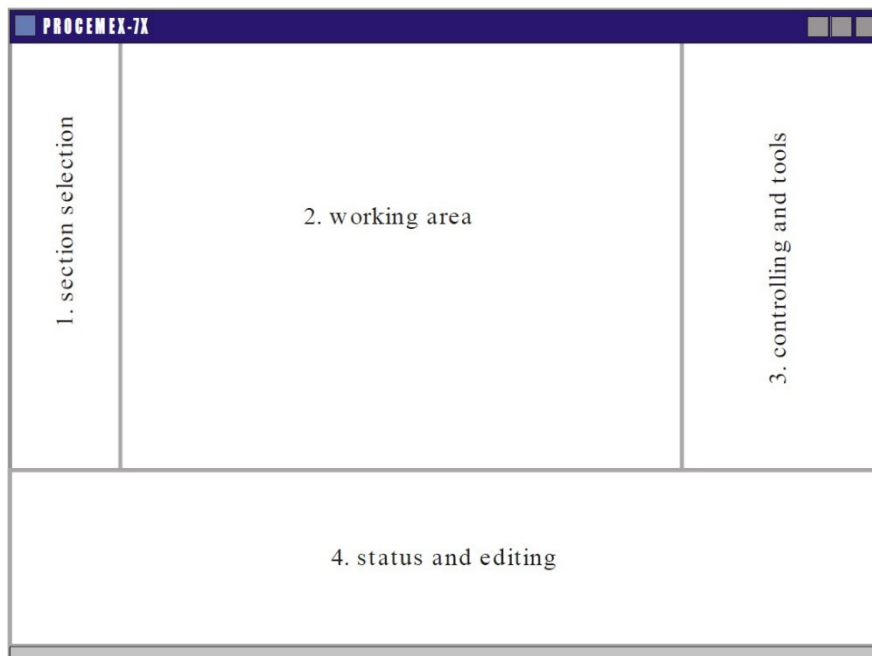 PROCEMEX-7X
1. section selection
2. working area
3. controlling and tools
4. status and editing